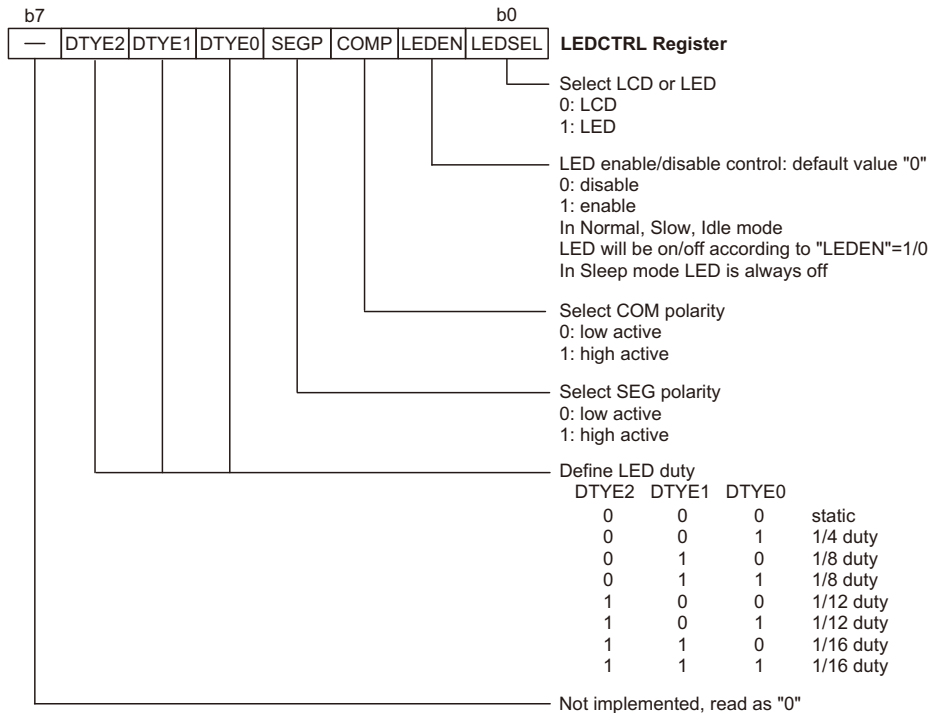 b7 b0
— DTYE2 DTYE1 DTYE0 SEGP COMP LEDEN LEDSEL LEDCTRL Register
Select LCD or LED
0: LCD
1: LED
LED enable/disable control: default value "0"
0: disable
1: enable
In Normal, Slow, Idle mode
LED will be on/off according to "LEDEN"=1/0
In Sleep mode LED is always off
Select COM polarity
0: low active
1: high active
Select SEG polarity
0: low active
1: high active
Define LED duty
DTYE2 DTYE1 DTYE0
0 0 0 static
0 0 1 1/4 duty
0 1 0 1/8 duty
0 1 1 1/8 duty
1 0 0 1/12 duty
1 0 1 1/12 duty
1 1 0 1/16 duty
1 1 1 1/16 duty
Not implemented, read as "0"